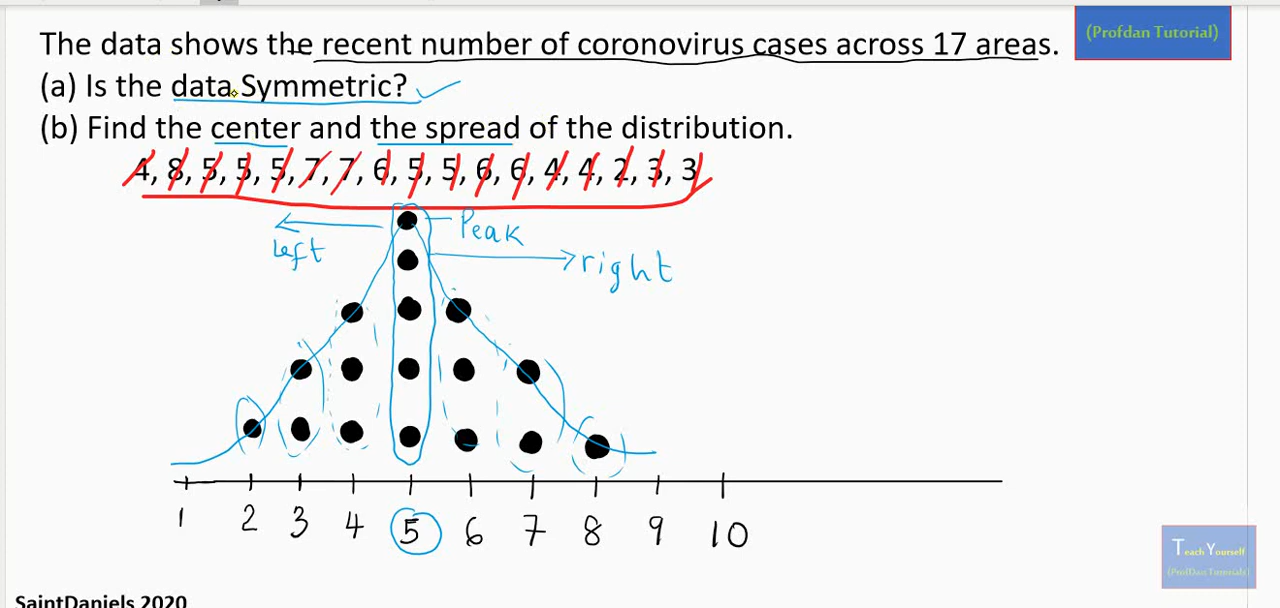 The data shows the recent number of coronovirus cases across 17 areas.
(Profdan Tutorial)
(a) Is the data Symmetric?
(b) Find the center and the spread of the distribution.
4, 8, 5, 5, 5, 7, 7, 6, 5, 5, 6, 6, 4, 4, 2, 3, 3
Peak
Left
right
1 2 3 4 5 6 7 8 9 10
Teach Yourself
(ProfDan Tutorials)
SaintDaniels 2020